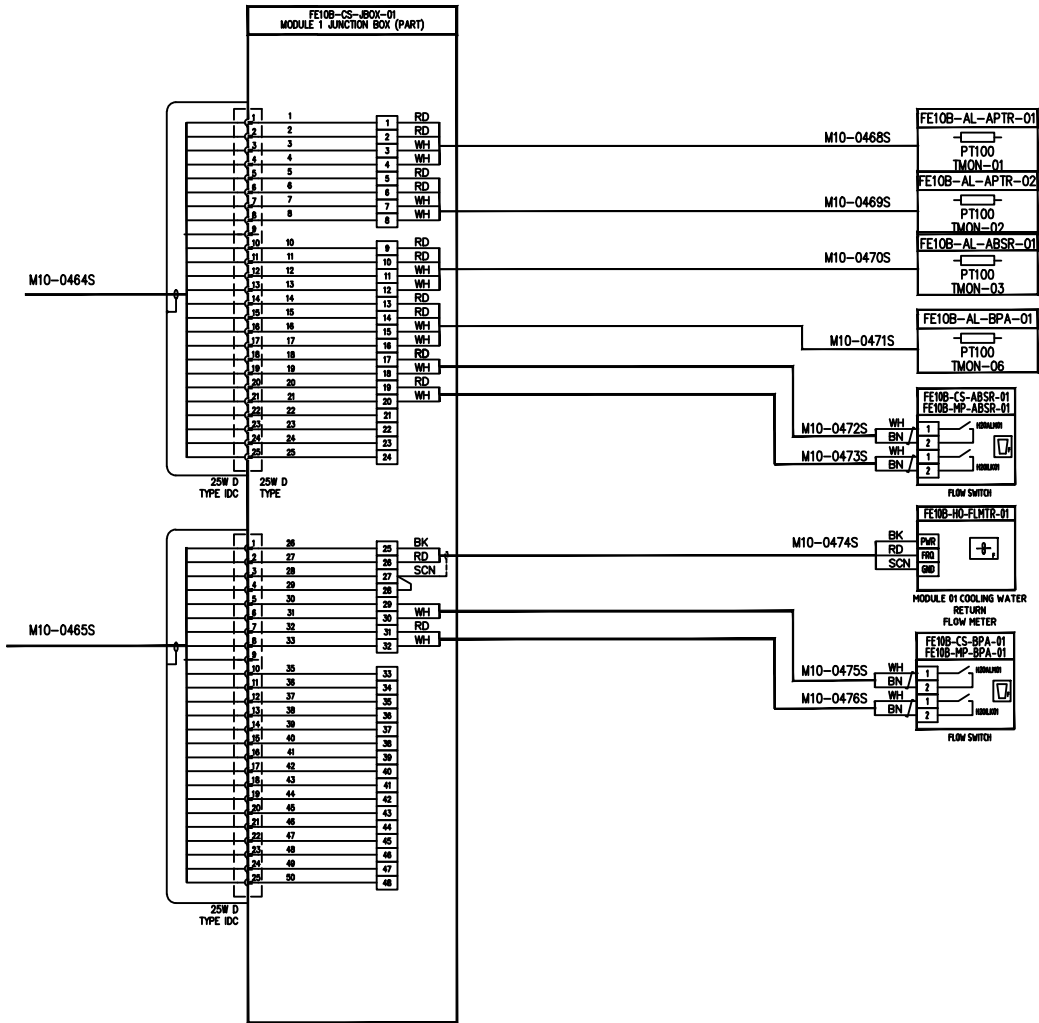 FE10B-CS-JBOX-01
MODULE 1 JUNCTION BOX (PART)
M10-0464S
1 1 1 RD
2 2 2 RD
3 3 3 WH
4 4 4 WH
5 5 5 RD
6 6 6 RD
7 7 7 WH
8 8 8 WH
9
10 10 9 RD
11 11 10 RD
12 12 11 WH
13 13 12 WH
14 14 13 RD
15 15 14 RD
16 16 15 WH
17 17 16 WH
18 18 17 RD
19 19 18 WH
20 20 19 RD
21 21 20 WH
22 22 21
23 23 22
24 24 23
25 25 24
25W D
TYPE IDC
25W D
TYPE
M10-0468S
FE10B-AL-APTR-01
PT100
TMON-01
M10-0469S
FE10B-AL-APTR-02
PT100
TMON-02
M10-0470S
FE10B-AL-ABSR-01
PT100
TMON-03
M10-0471S
FE10B-AL-BPA-01
PT100
TMON-06
FE10B-CS-ABSR-01
FE10B-MP-ABSR-01
M10-0472S WH 1
BN 2
M10-0473S WH 1
BN 2
FLOW SWITCH
M10-0465S
1 26 25 BK
2 27 26 RD
3 28 27 SCN
4 29 28
5 30 29
6 31 30 WH
7 32 31 RD
8 33 32 WH
9
10 35 33
11 36 34
12 37 35
13 38 36
14 39 37
15 40 38
16 41 39
17 42 40
18 43 41
19 44 42
20 45 43
21 46 44
22 47 45
23 48 46
24 49 47
25 50 48
25W D
TYPE IDC
FE10B-HO-FLMTR-01
M10-0474S
BK PWR
RD FRQ
SCN GND
MODULE 01 COOLING WATER
RETURN
FLOW METER
FE10B-CS-BPA-01
FE10B-MP-BPA-01
M10-0475S WH 1
BN 2
M10-0476S WH 1
BN 2
FLOW SWITCH